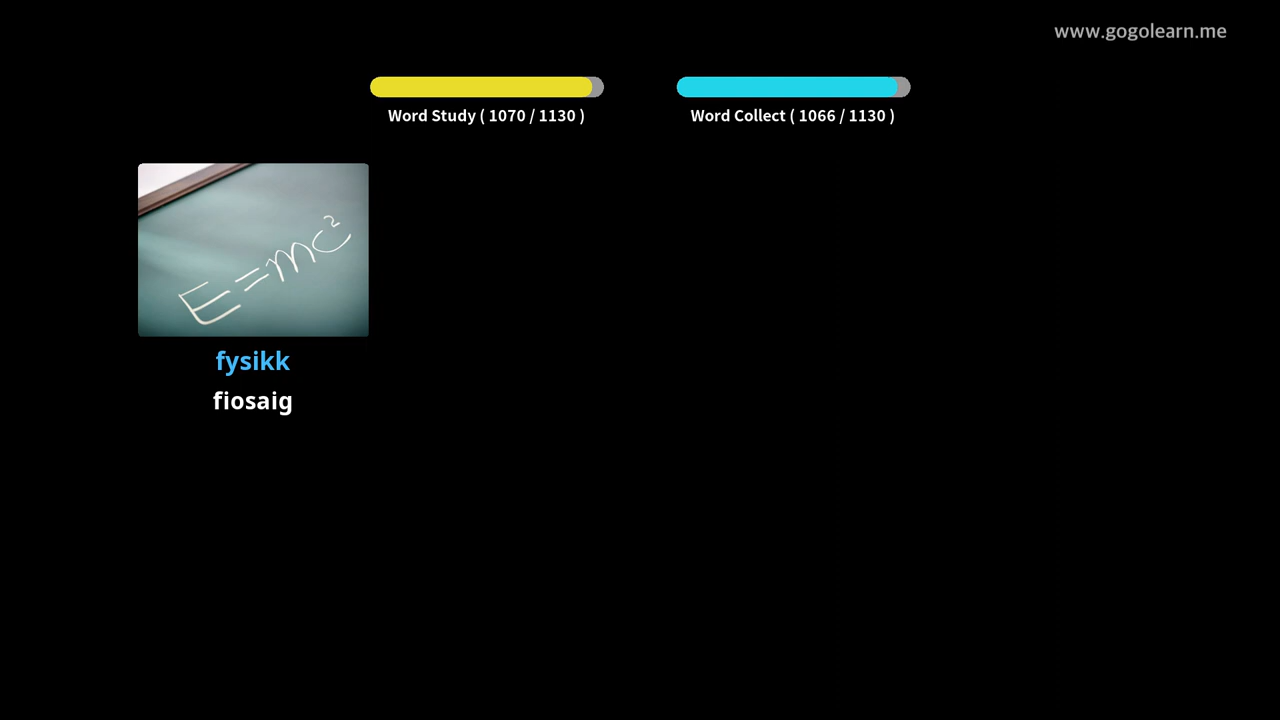 www.gogolearn.me
Word Study ( 1070 / 1130 )
Word Collect ( 1066 / 1130 )
E=mc²
fysikk
fiosaig